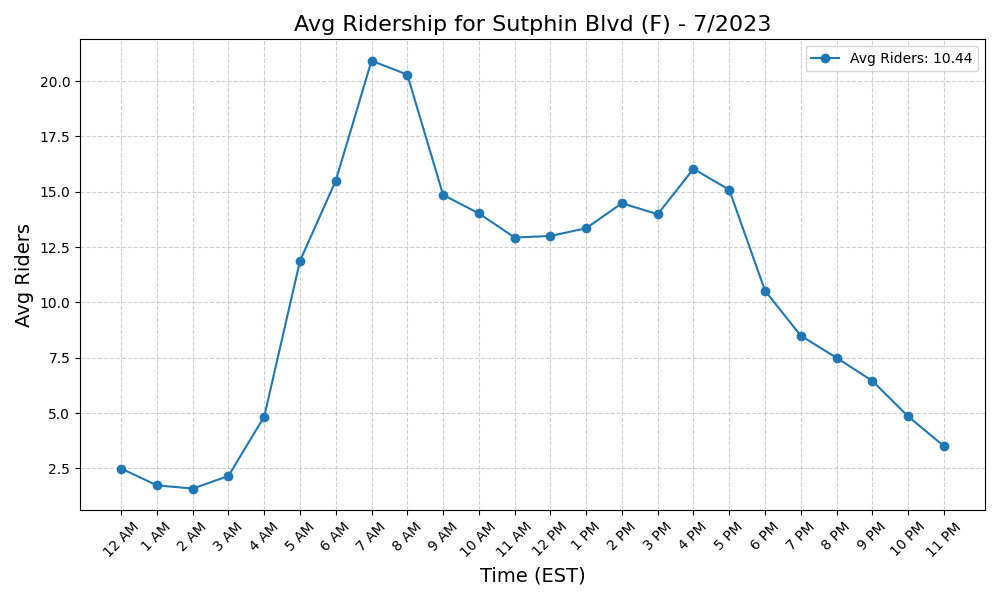 Avg Ridership for Sutphin Blvd (F) - 7/2023
Avg Riders: 10.44
Avg Riders
20.0
17.5
15.0
12.5
10.0
7.5
5.0
2.5
12 AM
1 AM
2 AM
3 AM
4 AM
5 AM
6 AM
7 AM
8 AM
9 AM
10 AM
11 AM
12 PM
1 PM
2 PM
3 PM
4 PM
5 PM
6 PM
7 PM
8 PM
9 PM
10 PM
11 PM
Time (EST)